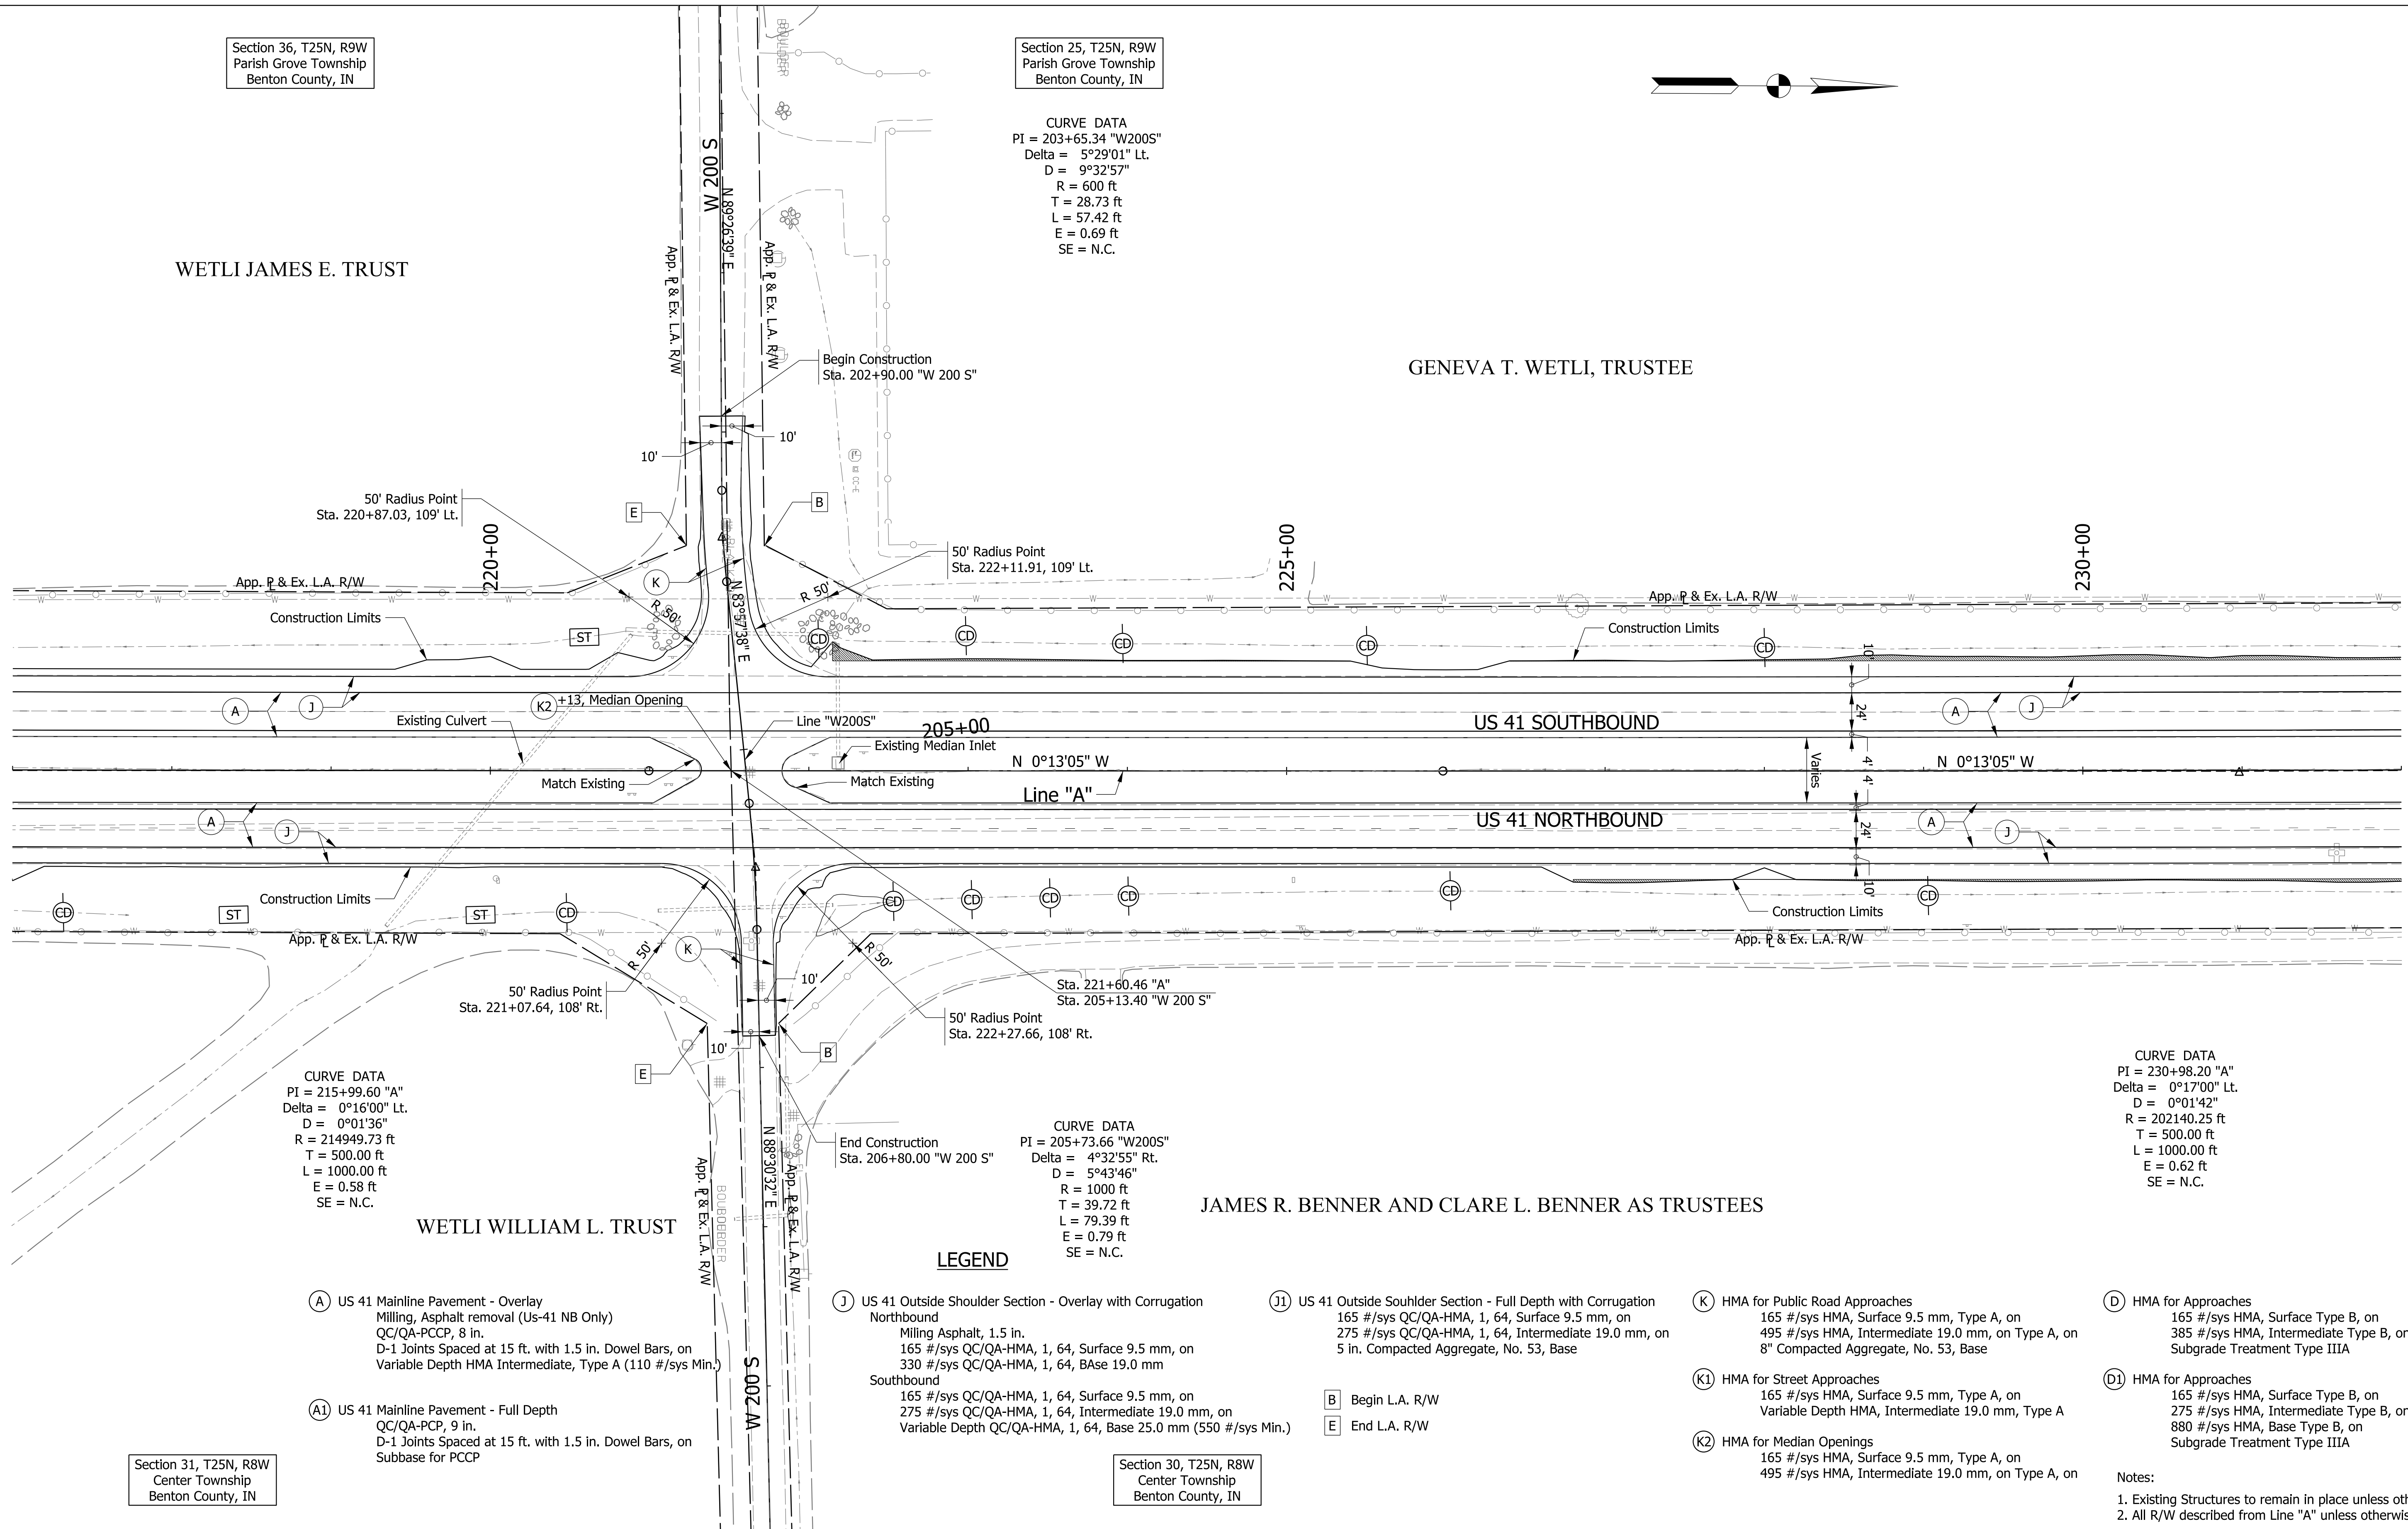 Section 36, T25N, R9W
Parish Grove Township
Benton County, IN
Section 25, T25N, R9W
Parish Grove Township
Benton County, IN
CURVE DATA
PI = 203+65.34 "W200S"
Delta = 5°29'01" Lt.
D = 9°32'57"
R = 600 ft
T = 28.73 ft
L = 57.42 ft
E = 0.69 ft
SE = N.C.
W 200 S
N 89°26'39" E
App. PL & Ex. L.A. R/W
App. PL & Ex. L.A. R/W
WETLI JAMES E. TRUST
GENEVA T. WETLI, TRUSTEE
Begin Construction
Sta. 202+90.00 "W 200 S"
10'
10'
50' Radius Point
Sta. 220+87.03, 109' Lt.
E
B
50' Radius Point
Sta. 222+11.91, 109' Lt.
220+00
225+00
230+00
K
R 50'
R 50'
N 83°57'38" E
App. PL & Ex. L.A. R/W
App. PL & Ex. L.A. R/W
Construction Limits
Construction Limits
ST
CD
CD
CD
CD
CD
10'
A
J
K2
+13, Median Opening
Existing Culvert
Line "W200S"
205+00
US 41 SOUTHBOUND
24'
A
J
Existing Median Inlet
N 0°13'05" W
N 0°13'05" W
Varies
4'
4'
Match Existing
Match Existing
Line "A"
A
J
US 41 NORTHBOUND
24'
A
J
10'
Construction Limits
Construction Limits
CD
ST
ST
CD
CD
CD
CD
CD
CD
CD
App. PL & Ex. L.A. R/W
App. PL & Ex. L.A. R/W
R 50'
K
R 50'
10'
50' Radius Point
Sta. 221+07.64, 108' Rt.
Sta. 221+60.46 "A"
Sta. 205+13.40 "W 200 S"
50' Radius Point
Sta. 222+27.66, 108' Rt.
10'
B
E
CURVE DATA
PI = 215+99.60 "A"
Delta = 0°16'00" Lt.
D = 0°01'36"
R = 214949.73 ft
T = 500.00 ft
L = 1000.00 ft
E = 0.58 ft
SE = N.C.
CURVE DATA
PI = 230+98.20 "A"
Delta = 0°17'00" Lt.
D = 0°01'42"
R = 202140.25 ft
T = 500.00 ft
L = 1000.00 ft
E = 0.62 ft
SE = N.C.
End Construction
Sta. 206+80.00 "W 200 S"
CURVE DATA
PI = 205+73.66 "W200S"
Delta = 4°32'55" Rt.
D = 5°43'46"
R = 1000 ft
T = 39.72 ft
L = 79.39 ft
E = 0.79 ft
SE = N.C.
N 88°30'32" E
App. PL & Ex. L.A. R/W
App. PL & Ex. L.A. R/W
W 200 S
WETLI WILLIAM L. TRUST
JAMES R. BENNER AND CLARE L. BENNER AS TRUSTEES
LEGEND
A US 41 Mainline Pavement - Overlay
Milling, Asphalt removal (Us-41 NB Only)
QC/QA-PCCP, 8 in.
D-1 Joints Spaced at 15 ft. with 1.5 in. Dowel Bars, on
Variable Depth HMA Intermediate, Type A (110 #/sys Min.)
A1 US 41 Mainline Pavement - Full Depth
QC/QA-PCP, 9 in.
D-1 Joints Spaced at 15 ft. with 1.5 in. Dowel Bars, on
Subbase for PCCP
J US 41 Outside Shoulder Section - Overlay with Corrugation
Northbound
Miling Asphalt, 1.5 in.
165 #/sys QC/QA-HMA, 1, 64, Surface 9.5 mm, on
330 #/sys QC/QA-HMA, 1, 64, BAse 19.0 mm
Southbound
165 #/sys QC/QA-HMA, 1, 64, Surface 9.5 mm, on
275 #/sys QC/QA-HMA, 1, 64, Intermediate 19.0 mm, on
Variable Depth QC/QA-HMA, 1, 64, Base 25.0 mm (550 #/sys Min.)
J1 US 41 Outside Souhlder Section - Full Depth with Corrugation
165 #/sys QC/QA-HMA, 1, 64, Surface 9.5 mm, on
275 #/sys QC/QA-HMA, 1, 64, Intermediate 19.0 mm, on
5 in. Compacted Aggregate, No. 53, Base
B Begin L.A. R/W
E End L.A. R/W
K HMA for Public Road Approaches
165 #/sys HMA, Surface 9.5 mm, Type A, on
495 #/sys HMA, Intermediate 19.0 mm, on Type A, on
8" Compacted Aggregate, No. 53, Base
K1 HMA for Street Approaches
165 #/sys HMA, Surface 9.5 mm, Type A, on
Variable Depth HMA, Intermediate 19.0 mm, Type A
K2 HMA for Median Openings
165 #/sys HMA, Surface 9.5 mm, Type A, on
495 #/sys HMA, Intermediate 19.0 mm, on Type A, on
D HMA for Approaches
165 #/sys HMA, Surface Type B, on
385 #/sys HMA, Intermediate Type B, on
Subgrade Treatment Type IIIA
D1 HMA for Approaches
165 #/sys HMA, Surface Type B, on
275 #/sys HMA, Intermediate Type B, on
880 #/sys HMA, Base Type B, on
Subgrade Treatment Type IIIA
Notes:
1. Existing Structures to remain in place unless
2. All R/W described from Line "A" unless
Section 31, T25N, R8W
Center Township
Benton County, IN
Section 30, T25N, R8W
Center Township
Benton County, IN